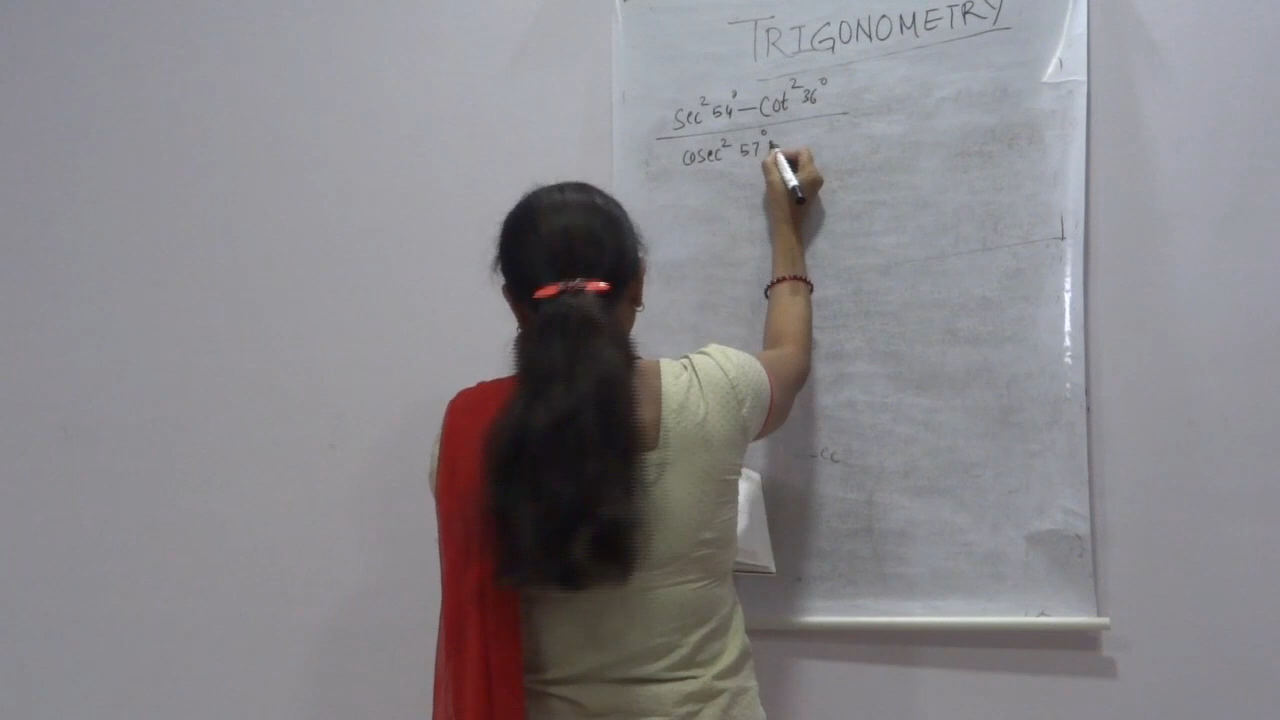 TRIGONOMETRY
sec² 54° – cot² 36°
cosec² 57°